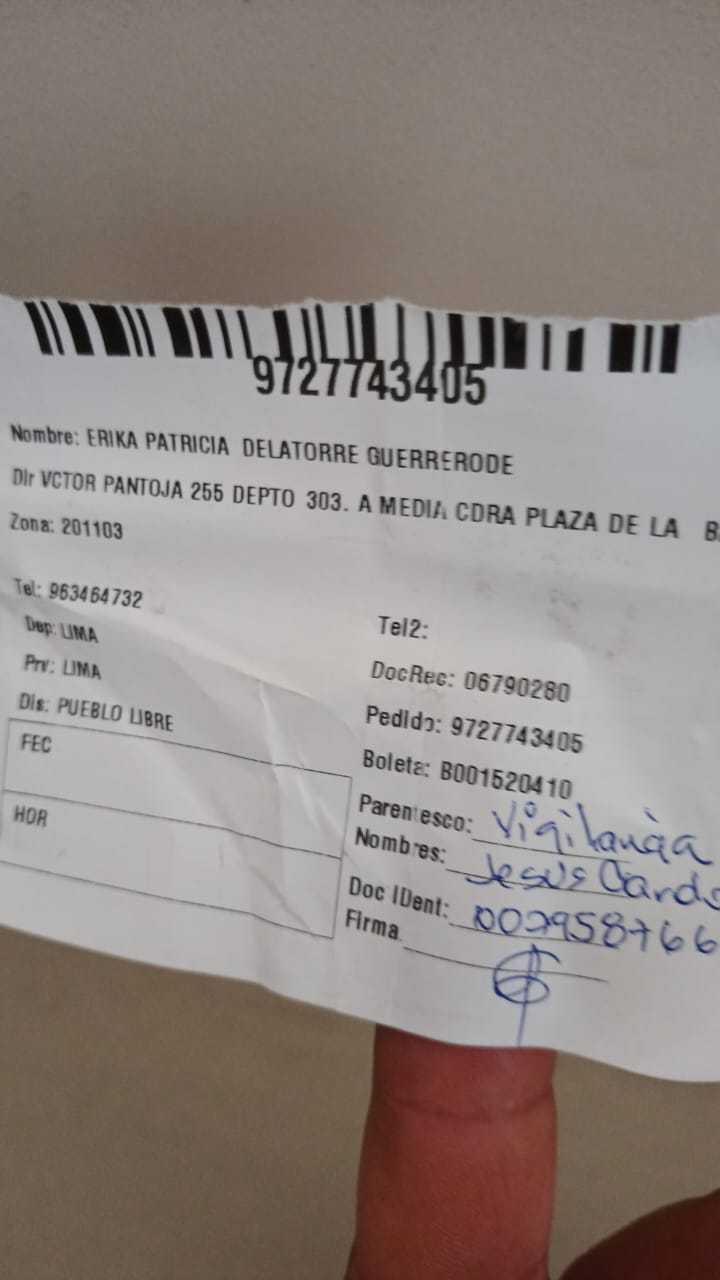 9727743405
Nombre: ERIKA PATRICIA DELATORRE GUERRERODE
DIr VCTOR PANTOJA 255 DEPTO 303. A MEDIA CDRA PLAZA DE LA B
Zona: 201103
Tel: 963464732
Dep: LIMA
Prv: LIMA
Dis: PUEBLO LIBRE
FEC
HOR
Tel2:
DocRec: 06790280
Pedido: 9727743405
Boleta: B001520410
Parentesco: Vigilancia
Nombres: Jesus
Doc IDent: 002958766
Firma